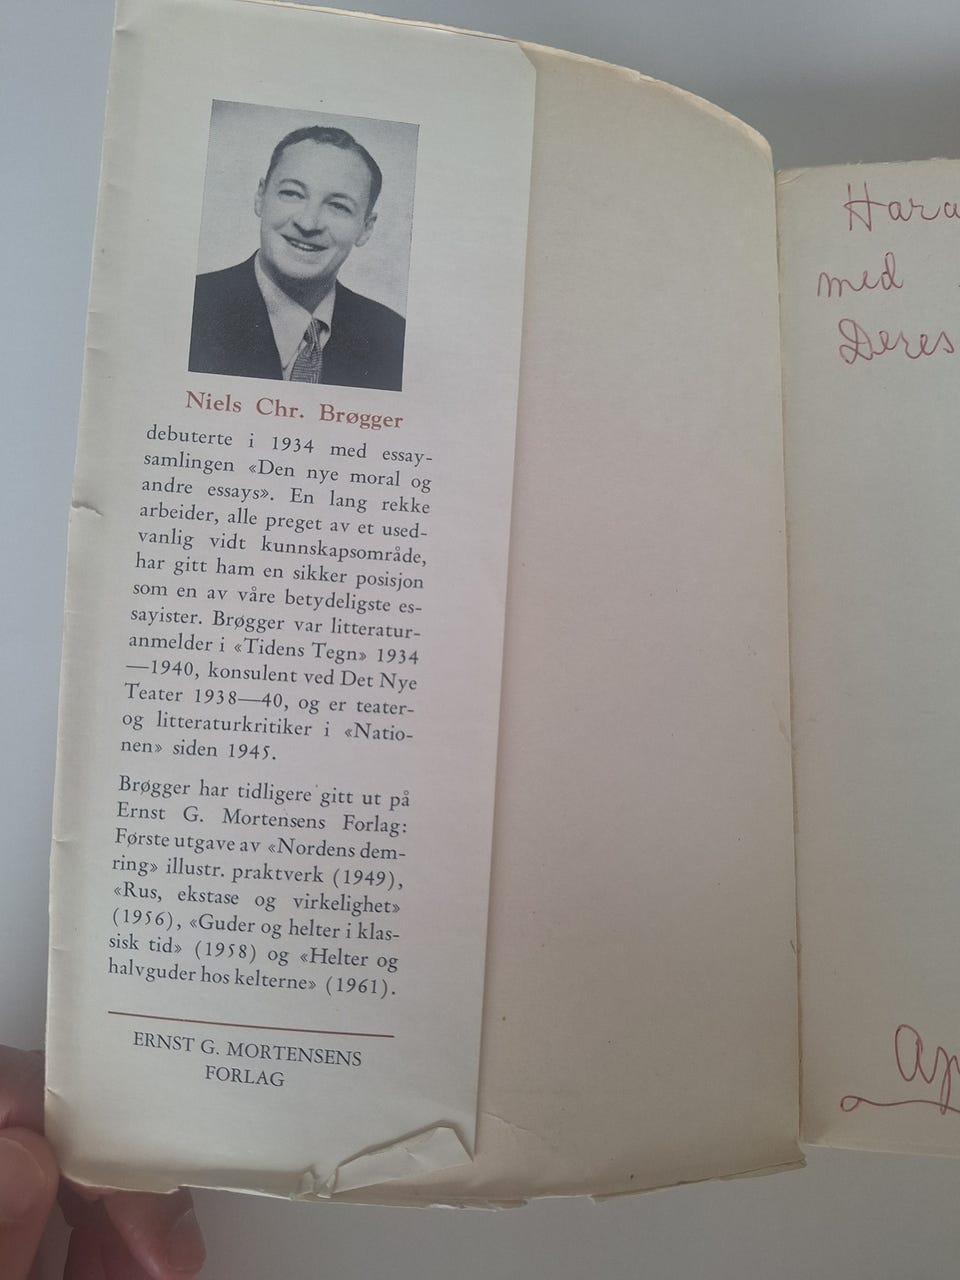 Niels Chr. Brøgger
debuterte i 1934 med essay-
samlingen «Den nye moral og
andre essays». En lang rekke
arbeider, alle preget av et used-
vanlig vidt kunnskapsområde,
har gitt ham en sikker posisjon
som en av våre betydeligste es-
sayister. Brøgger var litteratur-
anmelder i «Tidens Tegn» 1934
—1940, konsulent ved Det Nye
Teater 1938—40, og er teater-
og litteraturkritiker i «Natio-
nen» siden 1945.
Brøgger har tidligere gitt ut på
Ernst G. Mortensens Forlag:
Første utgave av «Nordens dem-
ring» illustr. praktverk (1949),
«Rus, ekstase og virkelighet»
(1956), «Guder og helter i klas-
sisk tid» (1958) og «Helter og
halvguder hos kelterne» (1961).
ERNST G. MORTENSENS
FORLAG
Hara
med
Deres